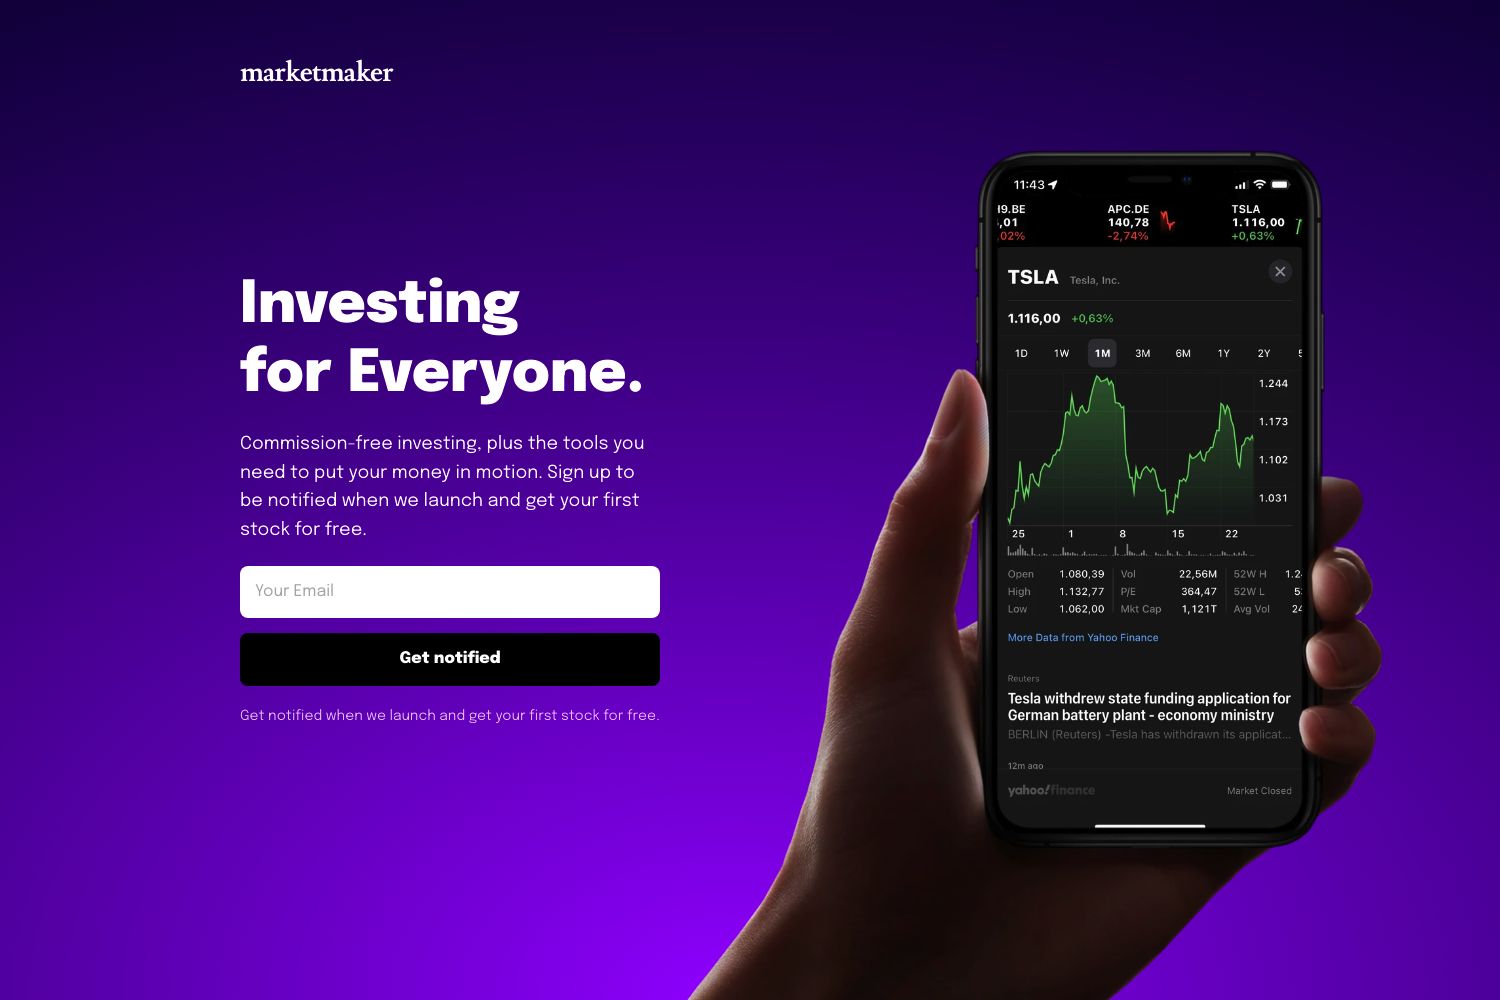 marketmaker
Investing
for Everyone.
Commission-free investing, plus the tools you
need to put your money in motion. Sign up to
be notified when we launch and get your first
stock for free.
Your Email
Get notified
Get notified when we launch and get your first stock for free.
11:43
APC.DE TSLA
,01 140,78 1.116,00
,02% -2,74% +0,63%
TSLA Tesla, Inc.
1.116,00 +0,63%
1D 1W 1M 3M 6M 1Y 2Y
1.244
1.173
1.102
1.031
25 1 8 15 22
Open 1.080,39 Vol 22,56M 52W H 1.2
High 1.132,77 P/E 364,47 52W L
Low 1.062,00 Mkt Cap 1,121T Avg Vol 24
More Data from Yahoo Finance
Reuters
Tesla withdrew state funding application for
German battery plant - economy ministry
BERLIN (Reuters) -Tesla has withdrawn its applicat...
12m ago
yahoo!finance Market Closed